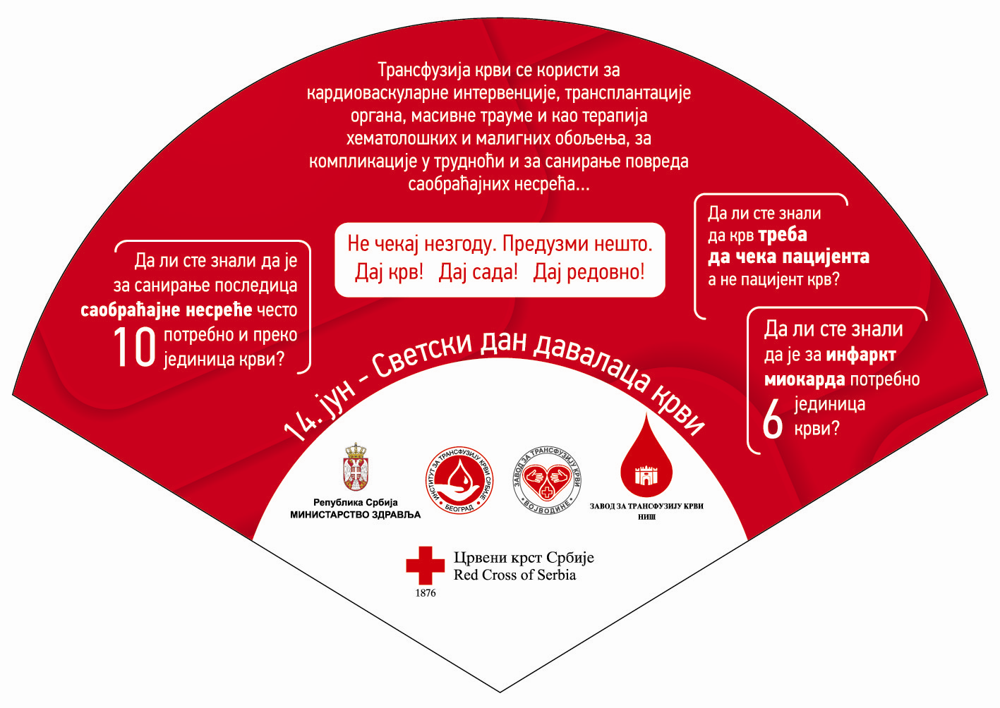 Трансфузија крви се користи за
кардиоваскуларне интервенције, трансплантације
органа, масивне трауме и као терапија
хематолошких и малигних обољења, за
компликације у трудноћи и за санирање повреда
саобраћајних несрећа...
Не чекај незгоду. Предузми нешто.
Дај крв! Дај сада! Дај редовно!
Да ли сте знали да је
за санирање последица
саобраћајне несреће често
10 потребно и преко
јединица крви?
Да ли сте знали
да крв треба
да чека пацијента
а не пацијент крв?
Да ли сте знали
да је за инфаркт
миокарда потребно
6 јединица
крви?
14. јун - Светски дан давалаца крви
Република Србија
МИНИСТАРСТВО ЗДРАВЉА
ИНСТИТУТ ЗА ТРАНСФУЗИЈУ КРВИ СРБИЈЕ
• БЕОГРАД •
ЗАВОД ЗА ТРАНСФУЗИЈУ КРВИ
• ВОЈВОДИНЕ •
ЗАВОД ЗА ТРАНСФУЗИЈУ КРВИ
НИШ
Црвени крст Србије
Red Cross of Serbia
1876